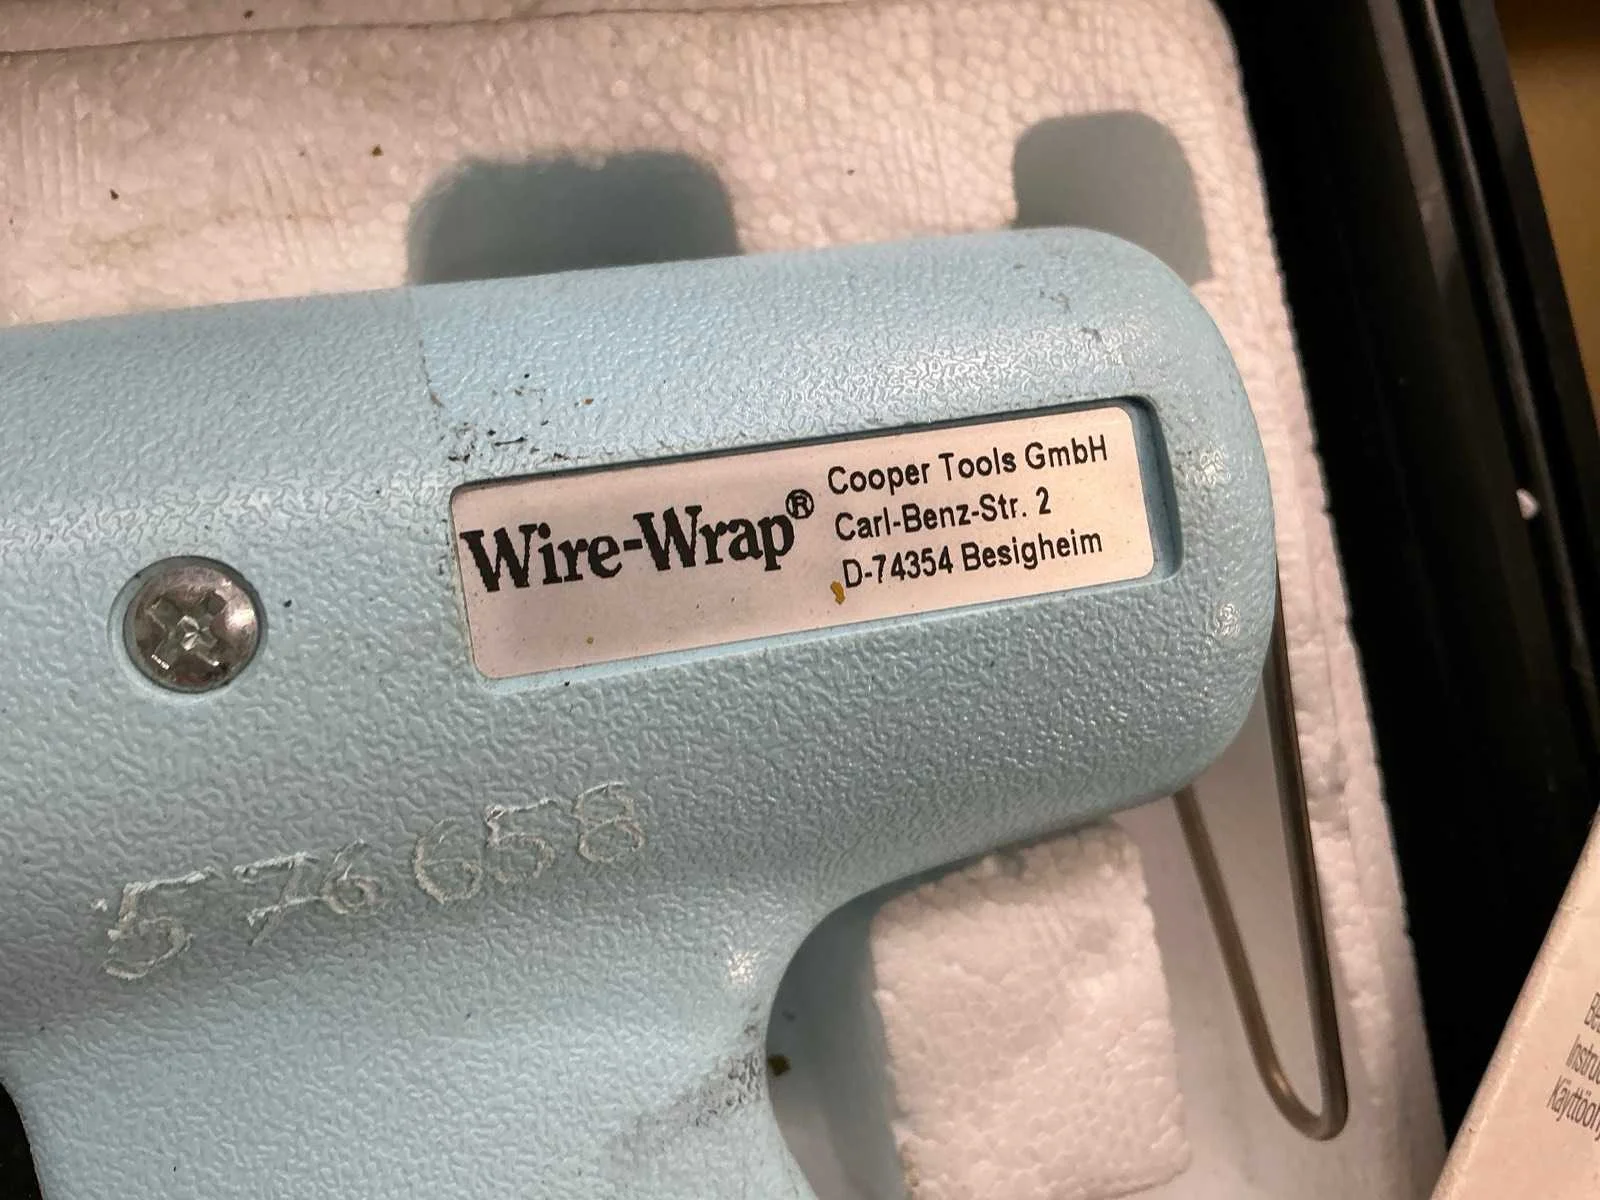 Wire-Wrap®
Cooper Tools GmbH
Carl-Benz-Str. 2
D-74354 Besigheim
576658